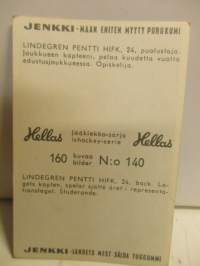 JENKKI-MAAN ENITEN MYYTY PURUKUMI
LINDEGREN PENTTI HIFK, 24, puolustaja.
Joukkueen kapteeni, pelaa kuudetta vuotta
edustusjoukkueessa. Opiskelija.
Hellas jääkiekko-sarja Hellas
ishockey-serie
160 kuvaa N:o 140
bilder
LINDEGREN PENTTI HIFK, 24, back. La-
gets kapten, spelar sjätte året i represen-
tationslaget. Studerande.
JENKKI-LANDETS MEST SÅLDA TUGGUMMI